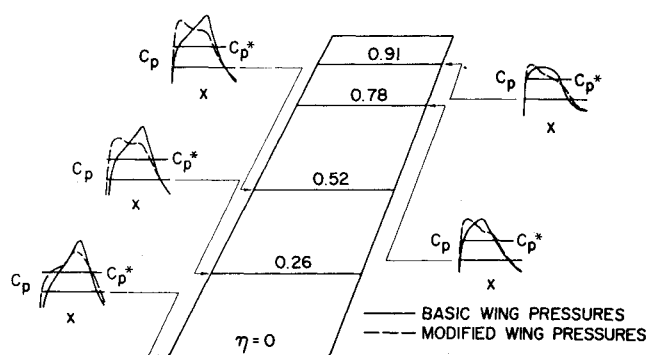 Cp
Cp*
x
0.91
Cp
Cp*
x
0.78
Cp
Cp*
x
0.52
Cp
Cp*
x
0.26
Cp
Cp*
x
η=0
BASIC WING PRESSURES
MODIFIED WING PRESSURES